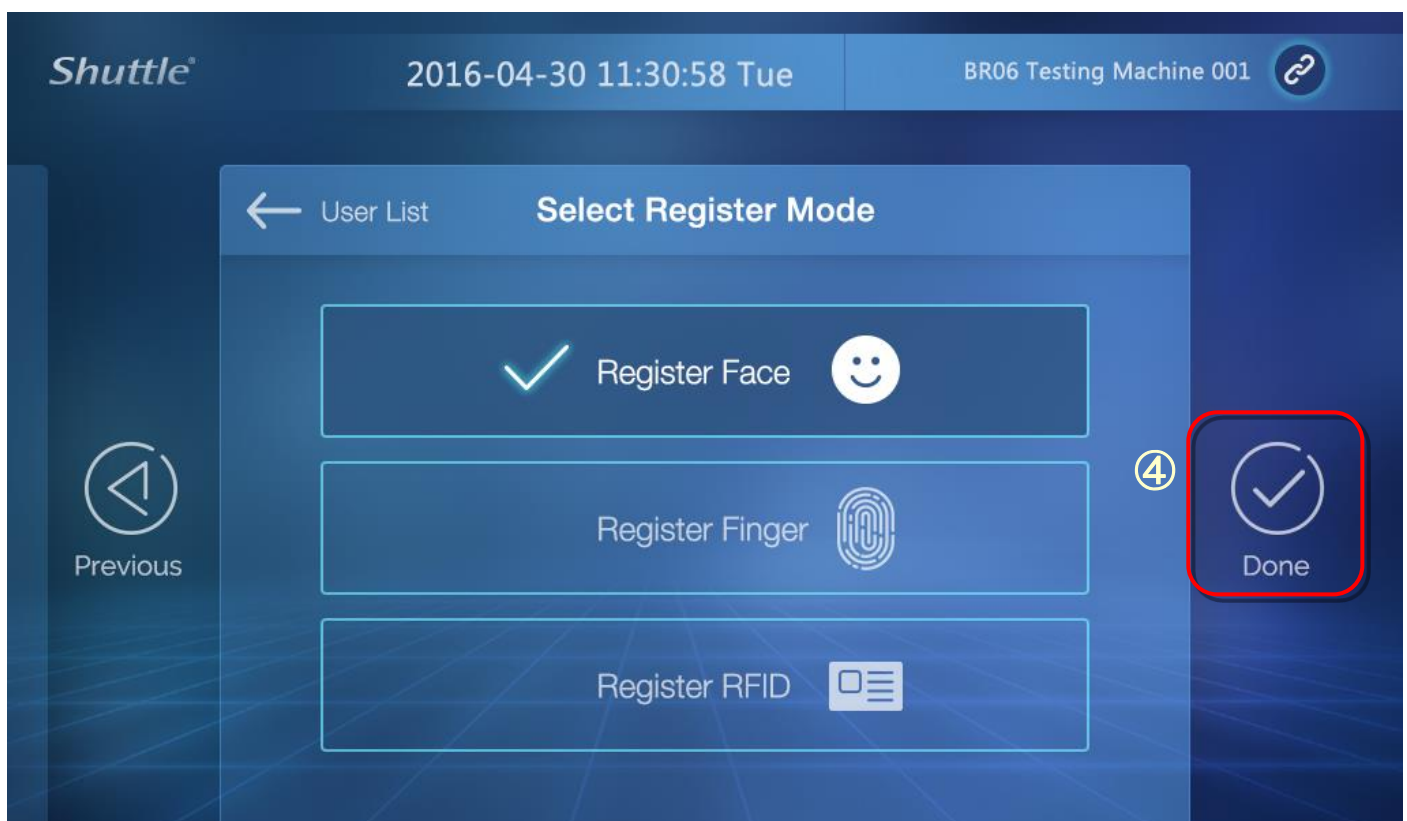 Shuttle®
2016-04-30 11:30:58 Tue
BR06 Testing Machine 001
User List
Select Register Mode
Register Face
④
Register Finger
Previous
Done
Register RFID